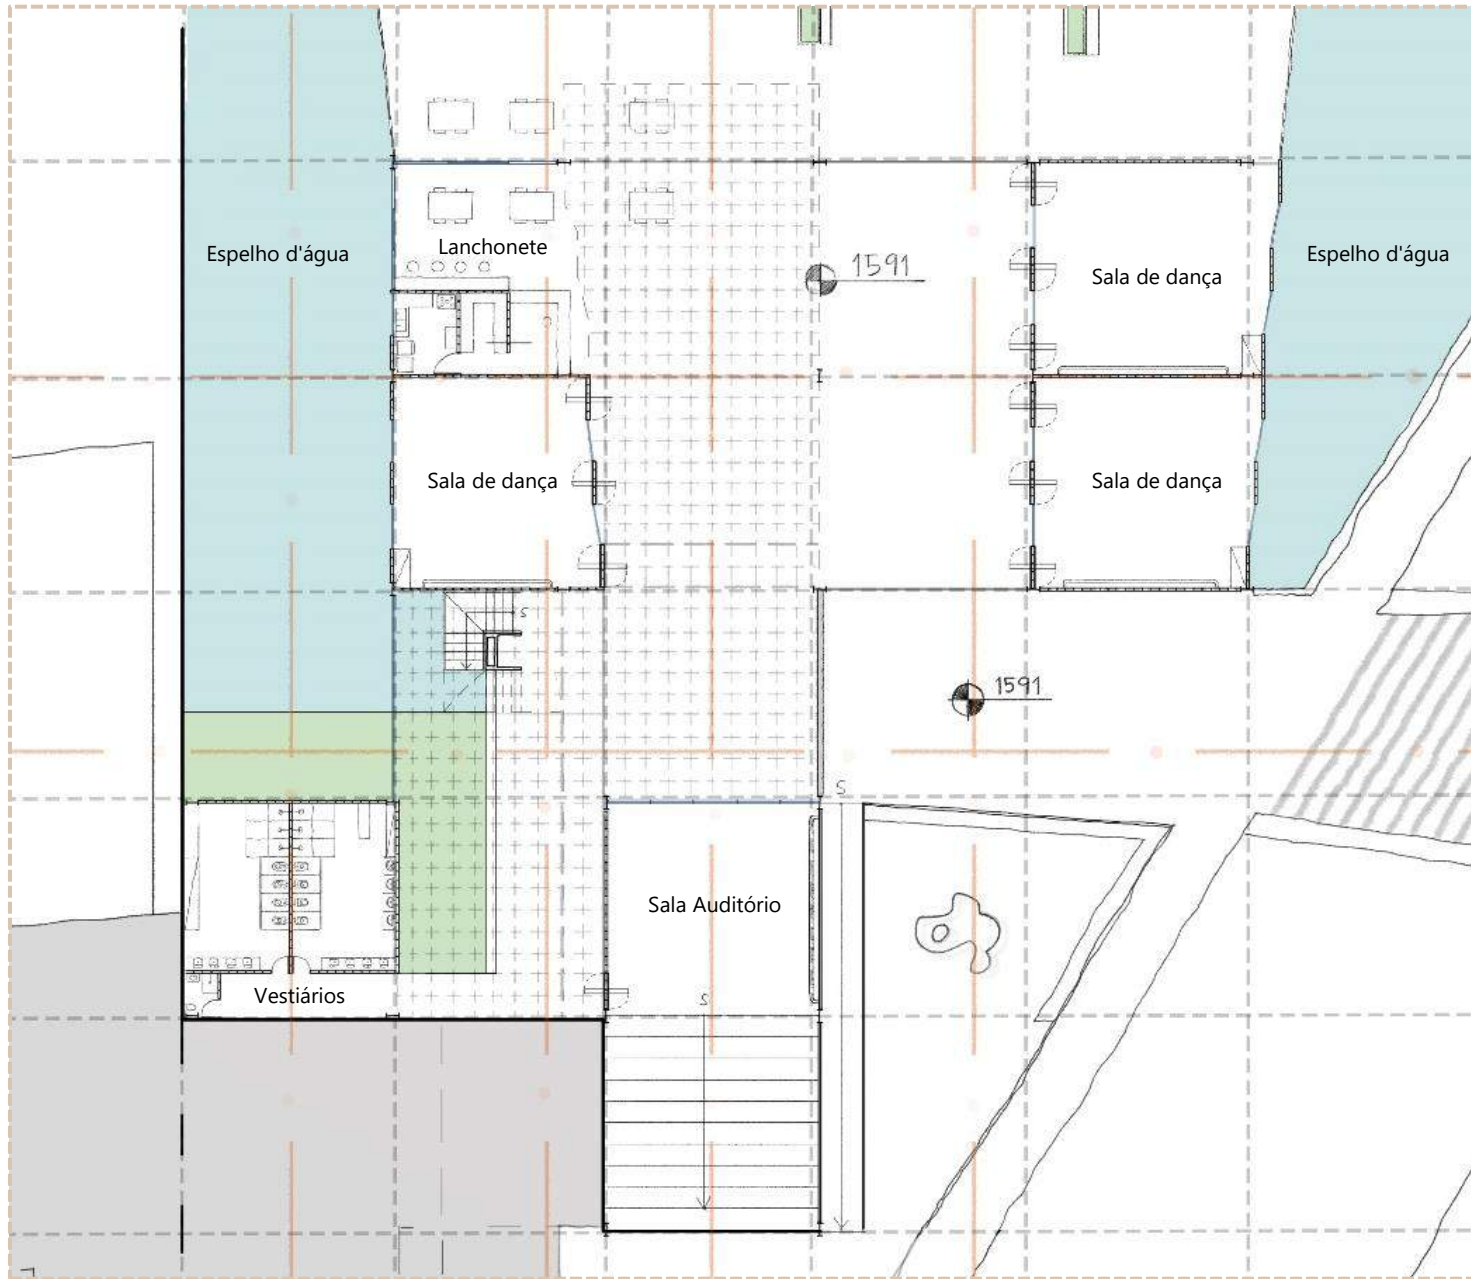 Espelho d'água
Lanchonete
1591
Sala de dança
Espelho d'água
Sala de dança
Sala de dança
S
1591
S
Sala Auditório
Vestiários
S